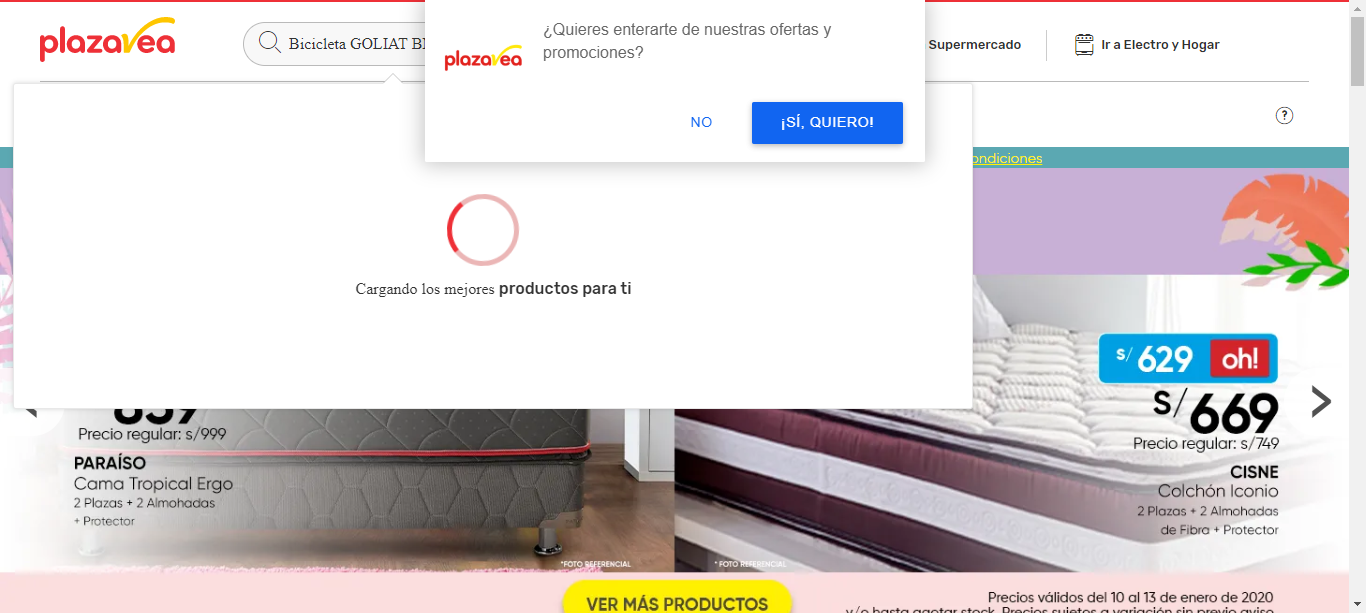 plazavea
Bicicleta GOLIAT
plazavea
¿Quieres enterarte de nuestras ofertas y
promociones?
NO
¡SÍ, QUIERO!
Supermercado
Ir a Electro y Hogar
?
ondiciones
Cargando los mejores productos para ti
S/ 629 oh!
S/ 669
Precio regular: s/749
CISNE
Colchón Iconio
2 Plazas + 2 Almohadas
de Fibra + Protector
Precio regular: s/999
PARAÍSO
Cama Tropical Ergo
2 Plazas + 2 Almohadas
+ Protector
*FOTO REFERENCIAL
* FOTO REFERENCIAL
VER MÁS PRODUCTOS
Precios válidos del 10 al 13 de enero de 2020
y/o hasta agotar stock. Precios sujetos a variación sin previo aviso